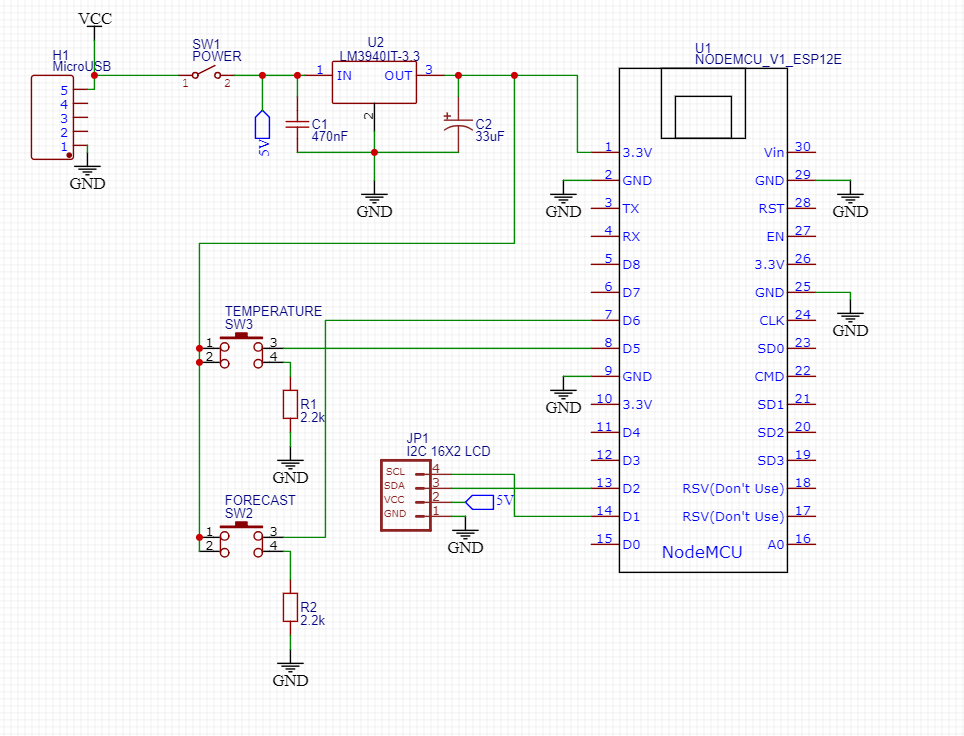 VCC
H1
MicroUSB
5
4
3
2
1
GND
SW1
POWER
1
2
5V
C1
470nF
U2
LM3940IT-3.3
1
IN
OUT
3
2
GND
+
C2
33uF
U1
NODEMCU_V1_ESP12E
1 3.3V
2 GND
3 TX
4 RX
5 D8
6 D7
7 D6
8 D5
9 GND
10 3.3V
11 D4
12 D3
13 D2
14 D1
15 D0
Vin 30
GND 29
RST 28
EN 27
3.3V 26
GND 25
CLK 24
SD0 23
CMD 22
SD1 21
SD2 20
SD3 19
RSV(Don't Use) 18
RSV(Don't Use) 17
A0 16
NodeMCU
GND
GND
GND
GND
TEMPERATURE
SW3
1
2
3
4
R1
2.2k
GND
FORECAST
SW2
1
2
3
4
R2
2.2k
GND
JP1
I2C 16X2 LCD
SCL 4
SDA 3
VCC 2
GND 1
5V
GND